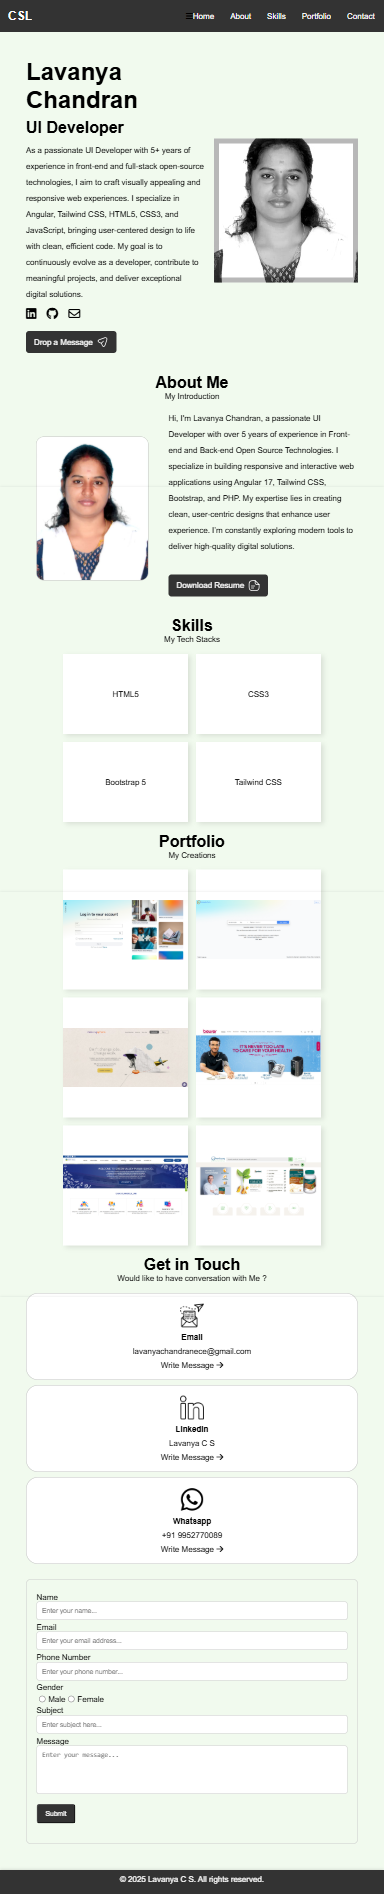 CSL
Home About Skills Portfolio Contact
Lavanya
Chandran
UI Developer
As a passionate UI Developer with 5+ years of
experience in front-end and full-stack open-source
technologies, I aim to craft visually appealing and
responsive web experiences. I specialize in
Angular, Tailwind CSS, HTML5, CSS3, and
JavaScript, bringing user-centered design to life
with clean, efficient code. My goal is to
continuously evolve as a developer, contribute to
meaningful projects, and deliver exceptional
digital solutions.
Drop a Message
About Me
My Introduction
Hi, I'm Lavanya Chandran, a passionate UI
Developer with over 5 years of experience in Front-
end and Back-end Open Source Technologies. I
specialize in building responsive and interactive web
applications using Angular 17, Tailwind CSS,
Bootstrap, and PHP. My expertise lies in creating
clean, user-centric designs that enhance user
experience. I'm constantly exploring modern tools to
deliver high-quality digital solutions.
Download Resume
Skills
My Tech Stacks
HTML5
CSS3
Bootstrap 5
Tailwind CSS
Portfolio
My Creations
Log in to your account
IT'S NEVER TOO LATE
TO CARE FOR YOUR HEALTH
Get in Touch
Would like to have conversation with Me ?
Email
lavanyachandranece@gmail.com
Write Message
LinkedIn
Lavanya C S
Write Message
Whatsapp
+91 9952770089
Write Message
Name
Enter your name...
Email
Enter your email address...
Phone Number
Enter your phone number...
Gender
Male Female
Subject
Enter subject here...
Message
Enter your message...
Submit
© 2025 Lavanya C S. All rights reserved.